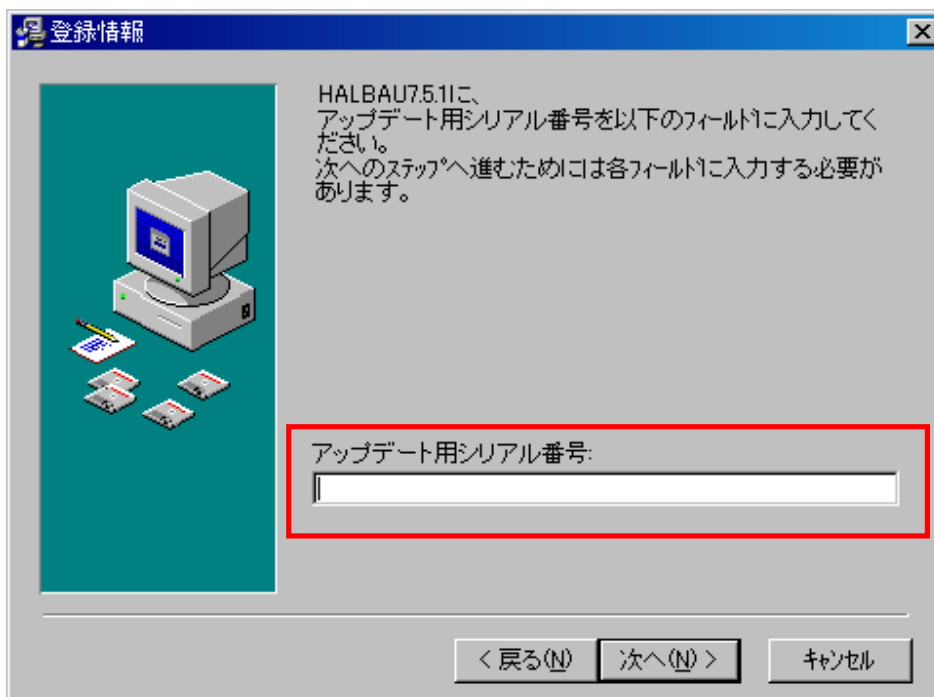 登録情報
HALBAU7.5.1に、
アップデート用シリアル番号を以下のﾌｨｰﾙﾄﾞに入力してく
ださい。
次へのｽﾃｯﾌﾟへ進むためには各ﾌｨｰﾙﾄﾞに入力する必要が
あります。
アップデート用シリアル番号:
< 戻る(N) 次へ(N) > ｷｬﾝｾﾙ